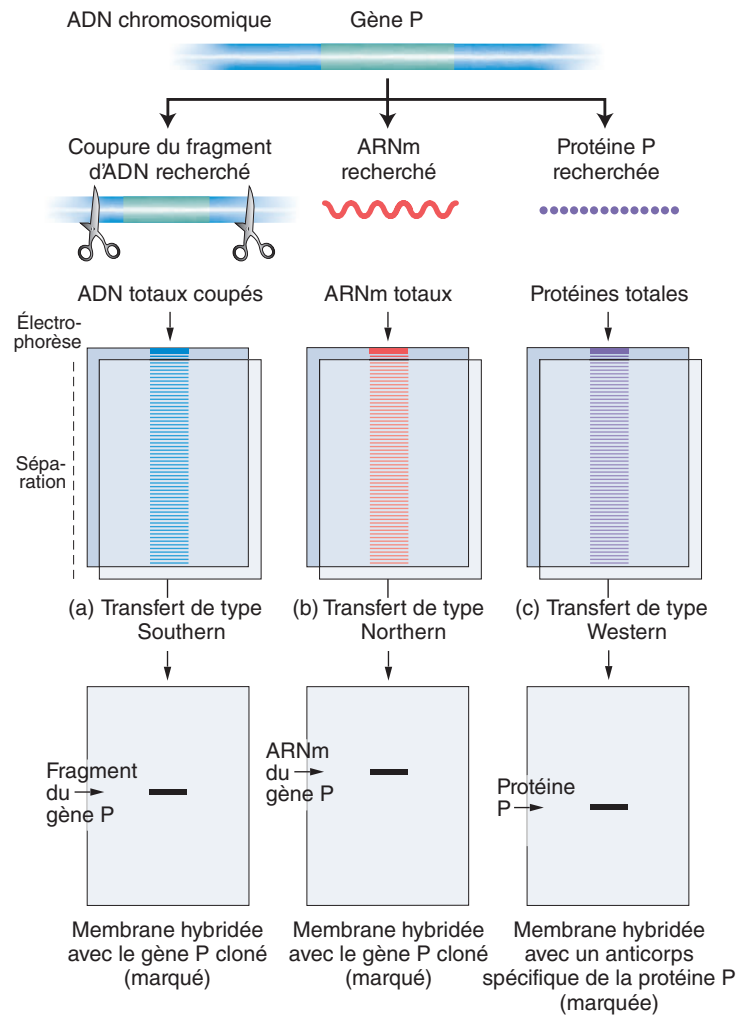 ADN chromosomique
Gène P
Coupure du fragment
d'ADN recherché
ARNm
recherché
Protéine P
recherchée
ADN totaux coupés
ARNm totaux
Protéines totales
Électro-
phorèse
Sépa-
ration
(a) Transfert de type
Southern
(b) Transfert de type
Northern
(c) Transfert de type
Western
Fragment
du
gène P
ARNm
du
gène P
Protéine
P
Membrane hybridée
avec le gène P cloné
(marqué)
Membrane hybridée
avec le gène P cloné
(marqué)
Membrane hybridée
avec un anticorps
spécifique de la protéine P
(marquée)